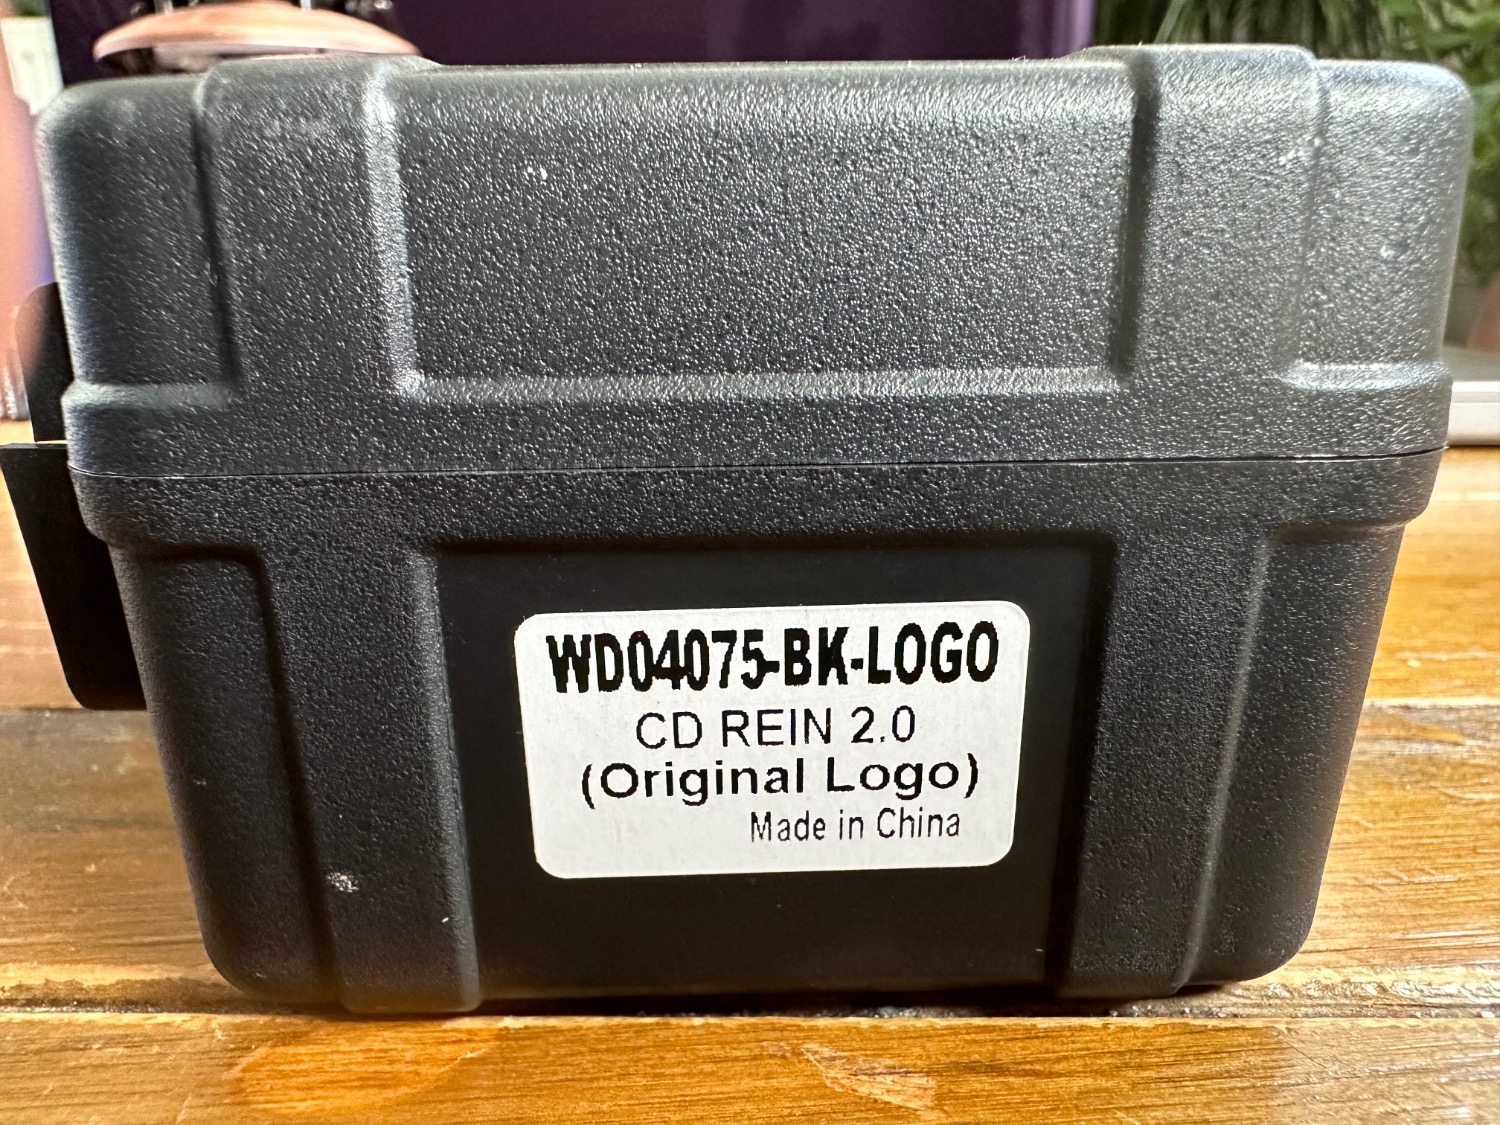 WD04075-BK-LOGO
CD REIN 2.0
(Original Logo)
Made in China